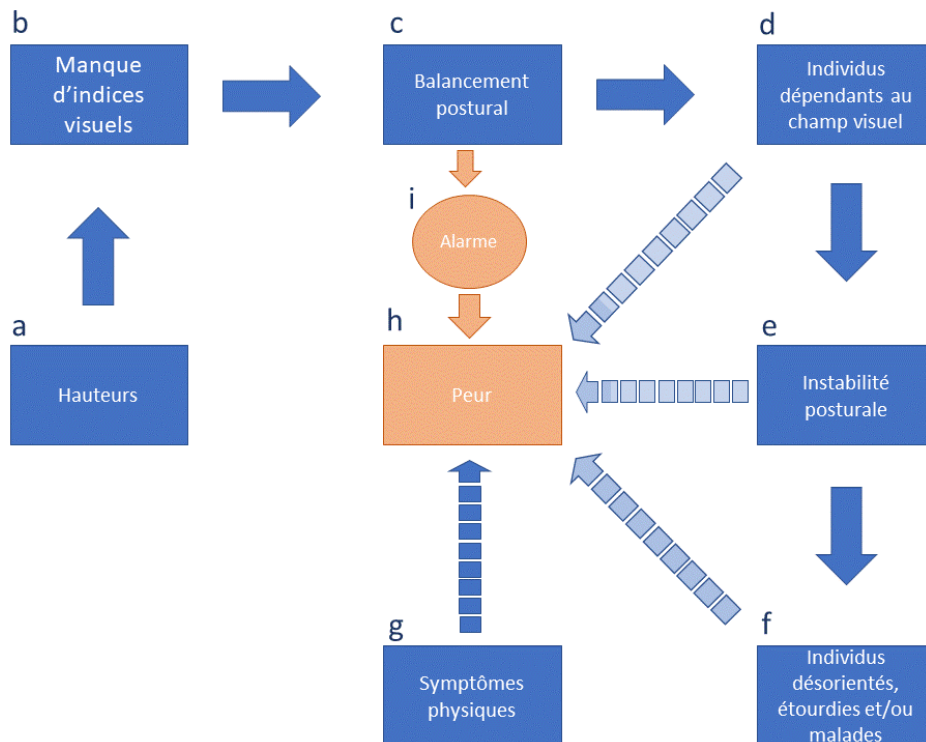 b
Manque
d’indices
visuels
c
Balancement
postural
d
Individus
dépendants au
champ visuel
i
Alarme
a
Hauteurs
h
Peur
e
Instabilité
posturale
g
Symptômes
physiques
f
Individus
désorientés,
étourdies et/ou
malades